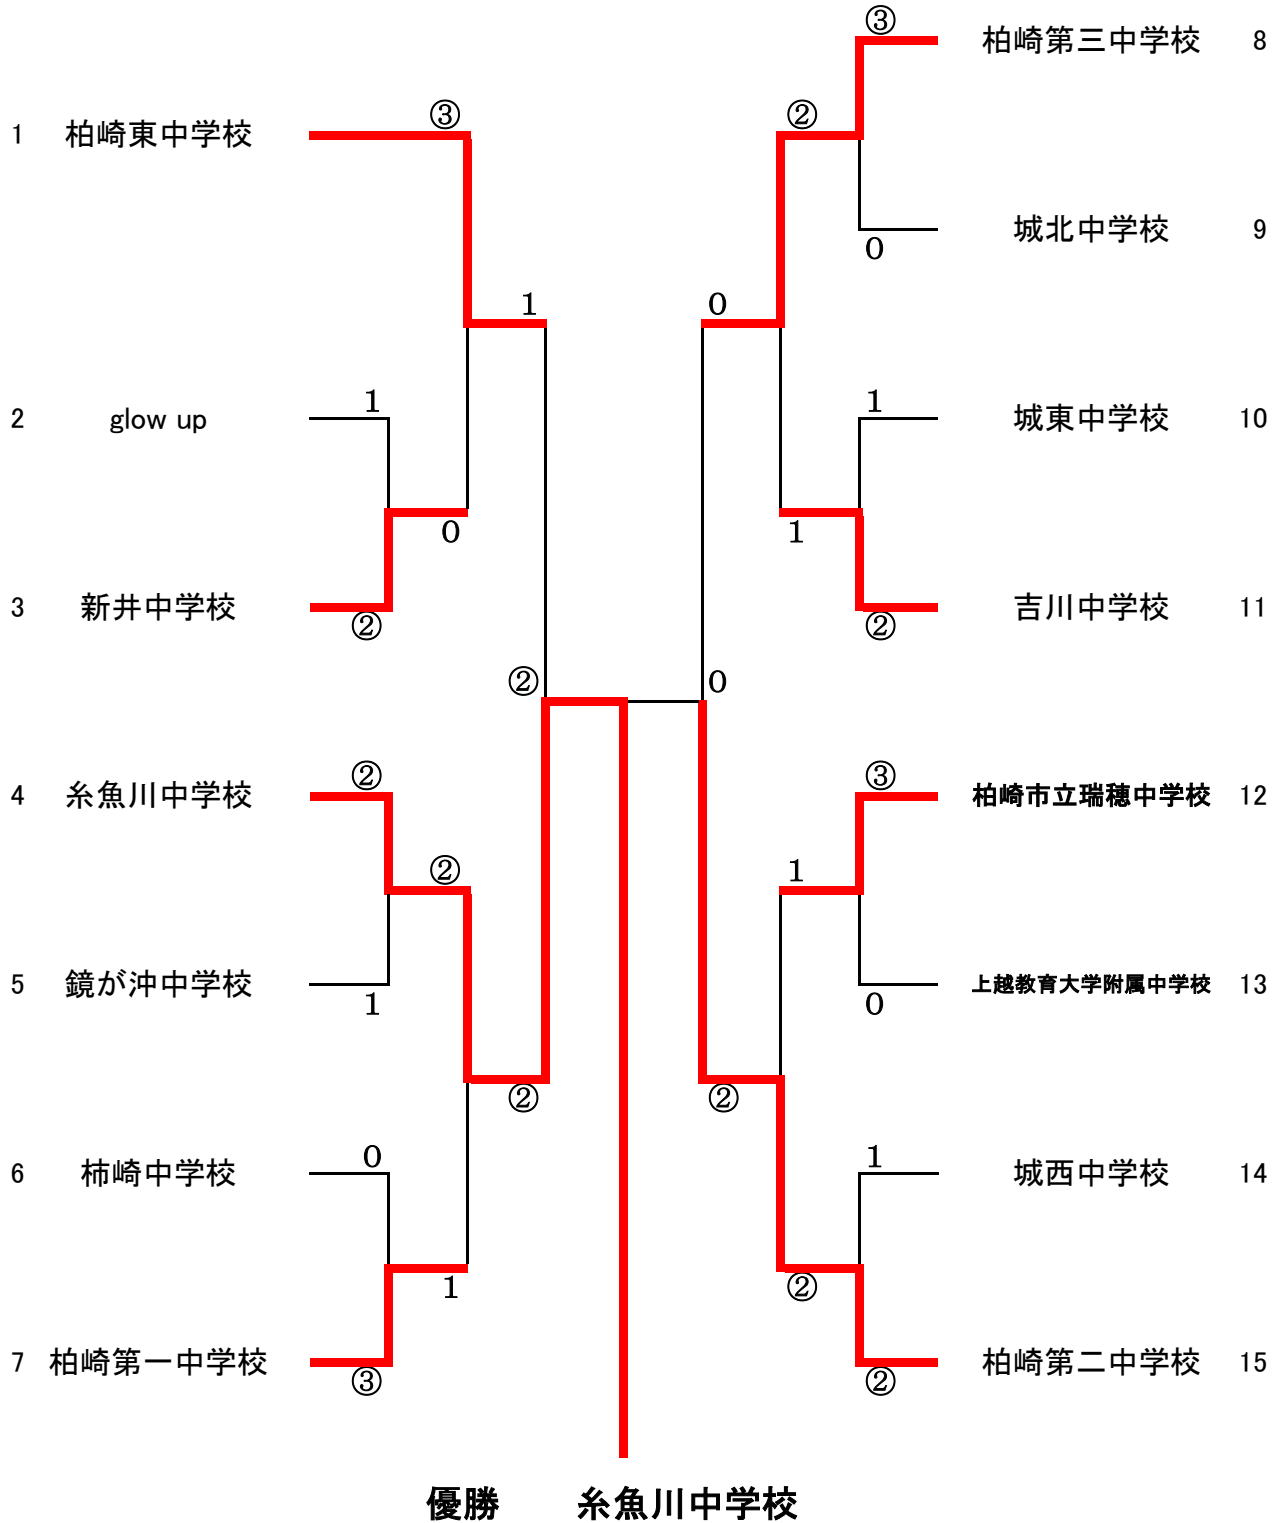 ③
柏崎第三中学校 8
1 柏崎東中学校 ③ ②
城北中学校 9
0
1 0
2 glow up 1 1 城東中学校 10
0 1
3 新井中学校 吉川中学校 11
② ②
② 0
4 糸魚川中学校 ② ③ 柏崎市立瑞穂中学校 12
② 1
5 鏡が沖中学校 上越教育大学附属中学校 13
1 0
② ②
6 柿崎中学校 0 1 城西中学校 14
1 ②
7 柏崎第一中学校 柏崎第二中学校 15
③ ②
優勝 糸魚川中学校